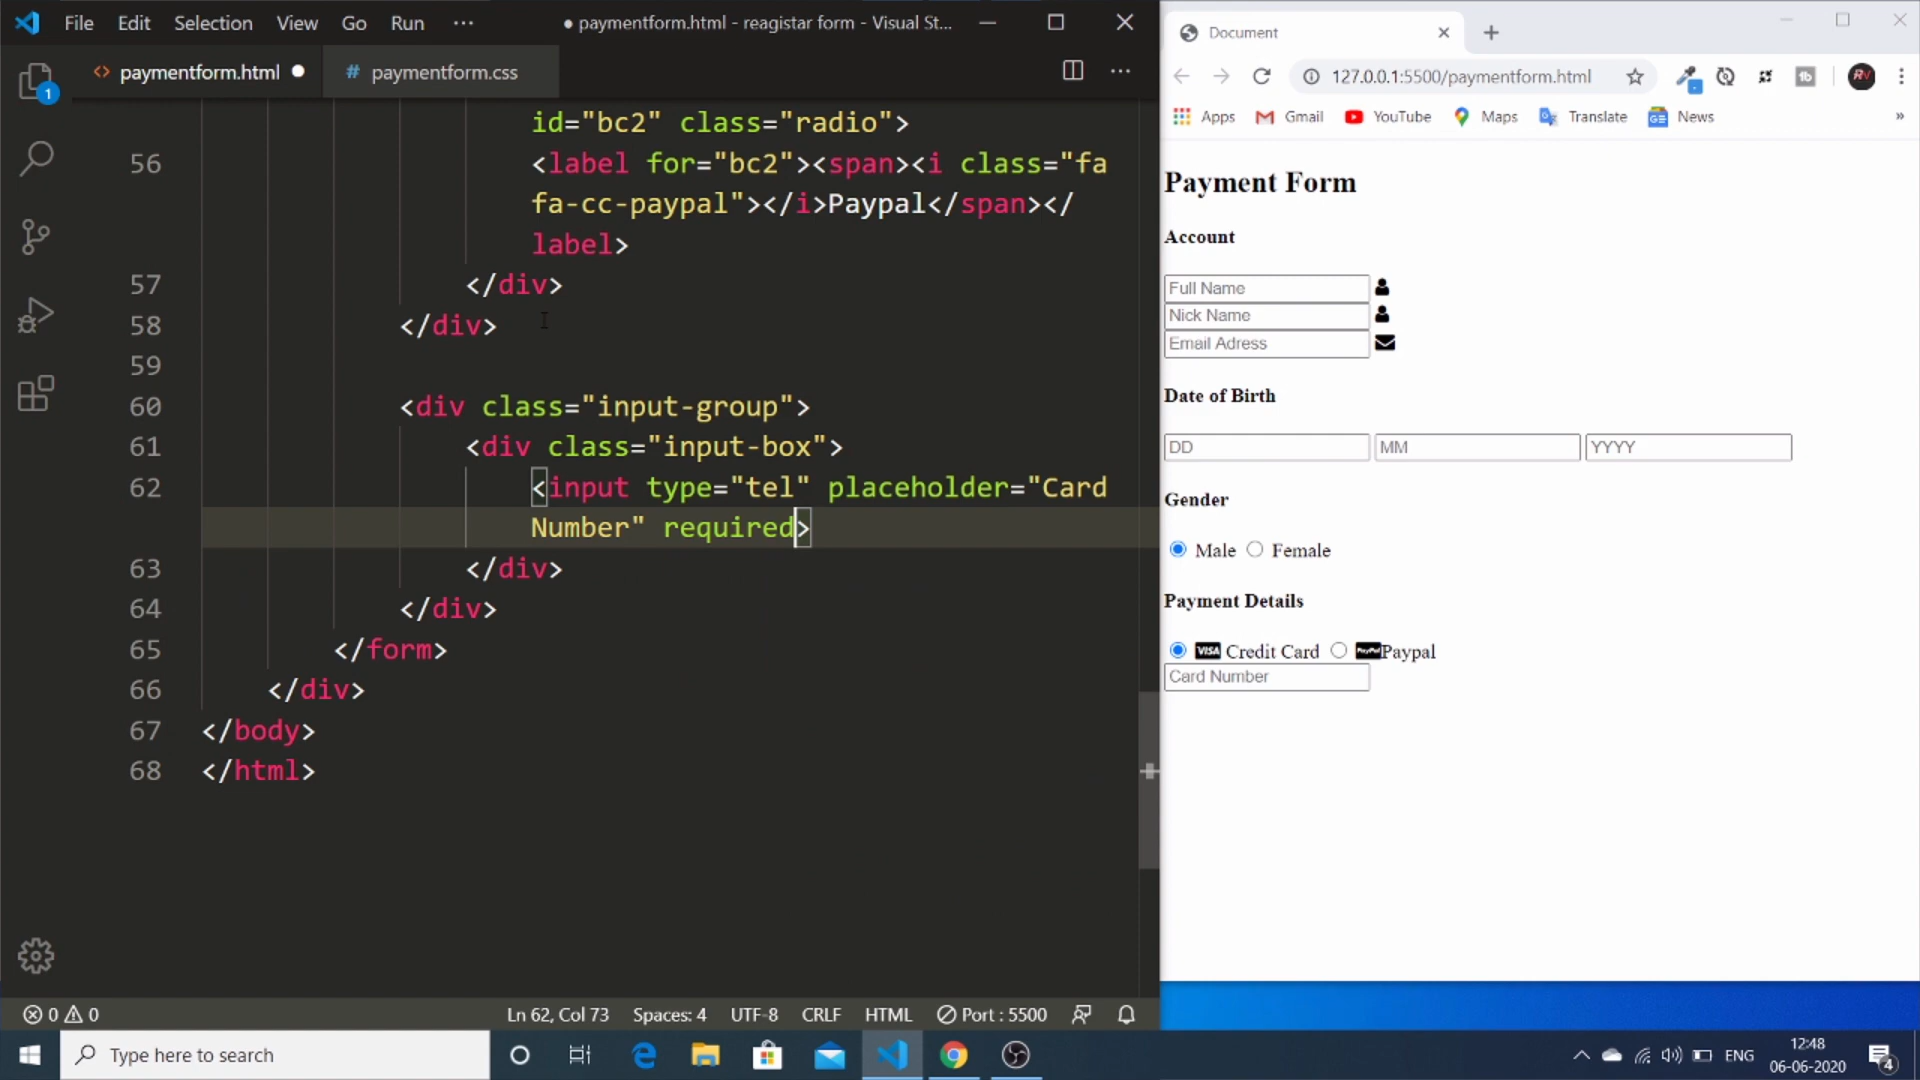 File Edit Selection View Go Run ··· ● paymentform.html - reagistar form - Visual St...
<> paymentform.html ● # paymentform.css
1
id="bc2" class="radio">
56 <label for="bc2"><span><i class="fa
fa-cc-paypal"></i>Paypal</span></
label>
57 </div>
58 </div>
59
60 <div class="input-group">
61 <div class="input-box">
62 <input type="tel" placeholder="Card
Number" required>
63 </div>
64 </div>
65 </form>
66 </div>
67 </body>
68 </html>
0 0 Ln 62, Col 73 Spaces: 4 UTF-8 CRLF HTML Port : 5500
Document
127.0.0.1:5500/paymentform.html
Apps Gmail YouTube Maps Translate News »
Payment Form
Account
Full Name
Nick Name
Email Adress
Date of Birth
DD MM YYYY
Gender
Male Female
Payment Details
VISA Credit Card PayPal Paypal
Card Number
Type here to search
ENG 12:48
06-06-2020
4